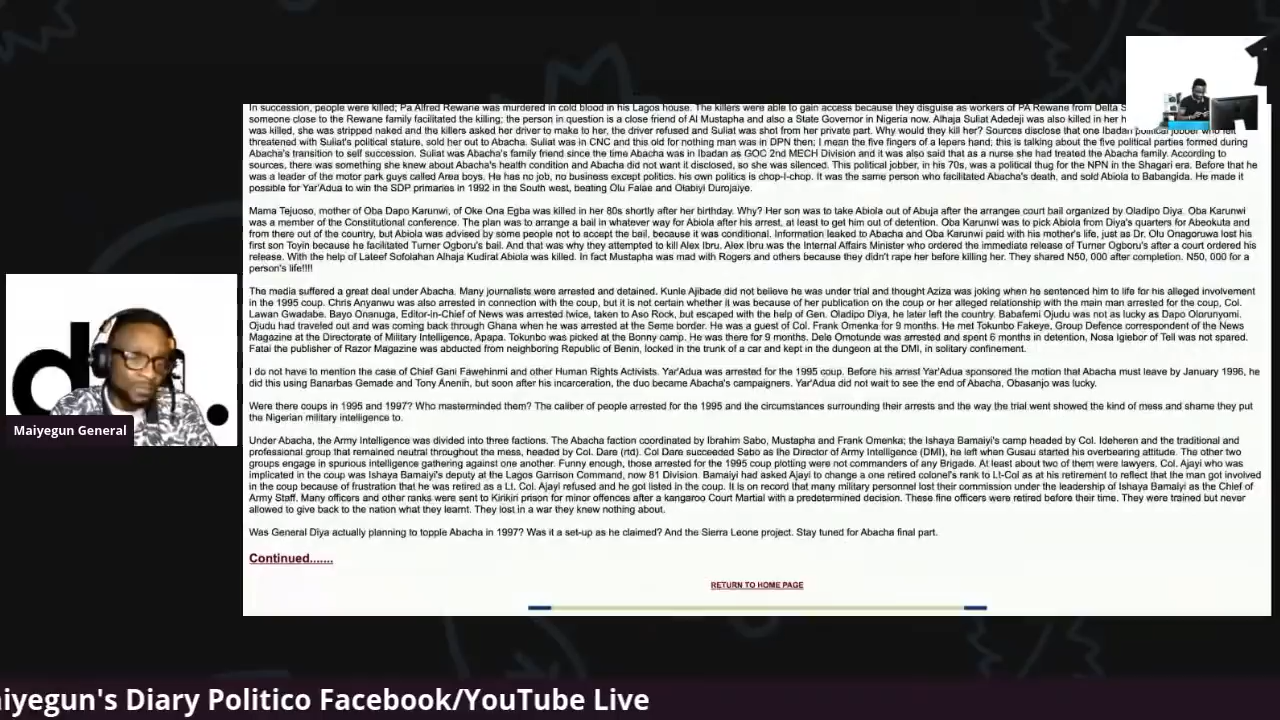 In succession, people were killed; Pa Alfred Rewane was murdered in cold blood in his Lagos house. The killers were able to gain access because they disguise as workers of PA Rewane from Delta S
someone close to the Rewane family facilitated the killing; the person in question is a close friend of Al Mustapha and also a State Governor in Nigeria now. Alhaja Suliat Adedeji was also killed in her h
was killed, she was stripped naked and the killers asked her driver to make to her, the driver refused and Suliat was shot from her private part. Why would they kill her? Sources disclose that one Ibadan political jobber who felt
threatened with Suliat's political stature, sold her out to Abacha. Suliat was in CNC and this old for nothing man was in DPN then; I mean the five fingers of a lepers hand; this is talking about the five political parties formed during
Abacha's transition to self succession. Suliat was Abacha's family friend since the time Abacha was in Ibadan as GOC 2nd MECH Division and it was also said that as a nurse she had treated the Abacha family. According to
sources, there was something she knew about Abacha's health condition and Abacha did not want it disclosed, so she was silenced. This political jobber, in his 70s, was a political thug for the NPN in the Shagari era. Before that he
was a leader of the motor park guys called Area boys. He has no job, no business except politics. his own politics is chop-I-chop. It was the same person who facilitated Abacha's death, and sold Abiola to Babangida. He made it
possible for Yar'Adua to win the SDP primaries in 1992 in the South west, beating Olu Falae and Olabiyi Durojaiye.
Mama Tejuoso, mother of Oba Dapo Karunwi, of Oke Ona Egba was killed in her 80s shortly after her birthday. Why? Her son was to take Abiola out of Abuja after the arrangee court bail organized by Oladipo Diya. Oba Karunwi
was a member of the Constitutional conference. The plan was to arrange a bail in whatever way for Abiola after his arrest, at least to get him out of detention. Oba Karunwi was to pick Abiola from Diya's quarters for Abeokuta and
from there out of the country, but Abiola was advised by some people not to accept the bail, because it was conditional. Information leaked to Abacha and Oba Karunwi paid with his mother's life, just as Dr. Olu Onagoruwa lost his
first son Toyin because he facilitated Turner Ogboru's bail. And that was why they attempted to kill Alex Ibru. Alex Ibru was the Internal Affairs Minister who ordered the immediate release of Turner Ogboru's after a court ordered his
release. With the help of Lateef Sofolahan Alhaja Kudirat Abiola was killed. In fact Mustapha was mad with Rogers and others because they didn't rape her before killing her. They shared N50, 000 after completion. N50, 000 for a
person's life!!!!
The media suffered a great deal under Abacha. Many journalists were arrested and detained. Kunle Ajibade did not believe he was under trial and thought Aziza was joking when he sentenced him to life for his alleged involvement
in the 1995 coup. Chris Anyanwu was also arrested in connection with the coup, but it is not certain whether it was because of her publication on the coup or her alleged relationship with the main man arrested for the coup, Col.
Lawan Gwadabe. Bayo Onanuga, Editor-in-Chief of News was arrested twice, taken to Aso Rock, but escaped with the help of Gen. Oladipo Diya, he later left the country. Babafemi Ojudu was not as lucky as Dapo Olorunyomi.
Ojudu had traveled out and was coming back through Ghana when he was arrested at the Seme border. He was a guest of Col. Frank Omenka for 9 months. He met Tokunbo Fakeye, Group Defence correspondent of the News
Magazine at the Directorate of Military Intelligence, Apapa. Tokunbo was picked at the Bonny camp. He was there for 9 months. Dele Omotunde was arrested and spent 6 months in detention, Nosa Igiebor of Tell was not spared.
Fatai the publisher of Razor Magazine was abducted from neighboring Republic of Benin, locked in the trunk of a car and kept in the dungeon at the DMI, in solitary confinement.
I do not have to mention the case of Chief Gani Fawehinmi and other Human Rights Activists. Yar'Adua was arrested for the 1995 coup. Before his arrest Yar'Adua sponsored the motion that Abacha must leave by January 1996, he
did this using Banarbas Gemade and Tony Anenih, but soon after his incarceration, the duo became Abacha's campaigners. Yar'Adua did not wait to see the end of Abacha, Obasanjo was lucky.
Were there coups in 1995 and 1997? Who masterminded them? The caliber of people arrested for the 1995 and the circumstances surrounding their arrests and the way the trial went showed the kind of mess and shame they put
the Nigerian military intelligence to.
Under Abacha, the Army Intelligence was divided into three factions. The Abacha faction coordinated by Ibrahim Sabo, Mustapha and Frank Omenka; the Ishaya Bamaiyi's camp headed by Col. Ideheren and the traditional and
professional group that remained neutral throughout the mess, headed by Col. Dare (rtd). Col Dare succeeded Sabo as the Director of Army Intelligence (DMI), he left when Gusau started his overbearing attitude. The other two
groups engage in spurious intelligence gathering against one another. Funny enough, those arrested for the 1995 coup plotting were not commanders of any Brigade. At least about two of them were lawyers. Col. Ajayi who was
implicated in the coup was Ishaya Bamaiyi's deputy at the Lagos Garrison Command, now 81 Division. Bamaiyi had asked Ajayi to change a one retired colonel's rank to Lt-Col as at his retirement to reflect that the man got involved
in the coup because of frustration that he was retired as a Lt. Col. Ajayi refused and he got listed in the coup. It is on record that many military personnel lost their commission under the leadership of Ishaya Bamaiyi as the Chief of
Army Staff. Many officers and other ranks were sent to Kirikiri prison for minor offences after a kangaroo Court Martial with a predetermined decision. These fine officers were retired before their time. They were trained but never
allowed to give back to the nation what they learnt. They lost in a war they knew nothing about.
Was General Diya actually planning to topple Abacha in 1997? Was it a set-up as he claimed? And the Sierra Leone project. Stay tuned for Abacha final part.
Continued.......
RETURN TO HOME PAGE
Maiyegun General
aiyegun's Diary Politico Facebook/YouTube Live